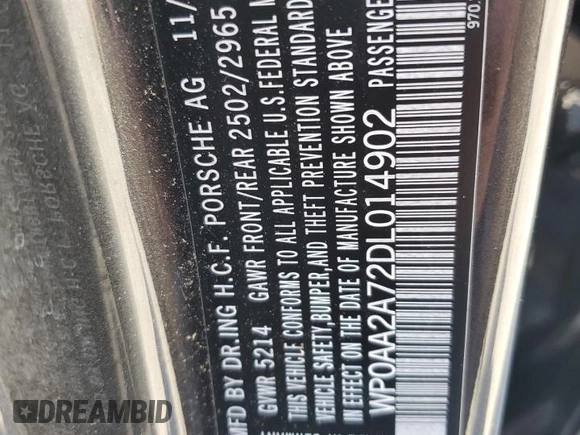 MFD BY DR.ING H.C.F. PORSCHE AG 11/
GVWR 5214 GAWR FRONT/REAR 2502/2965
THIS VEHICLE CONFORMS TO ALL APPLICABLE U.S. FEDERAL M
VEHICLE SAFETY, BUMPER, AND THEFT PREVENTION STANDARD
IN EFFECT ON THE DATE OF MANUFACTURE SHOWN ABOVE
WP0AA2A72DL014902 PASSENGE
970
DREAMBID